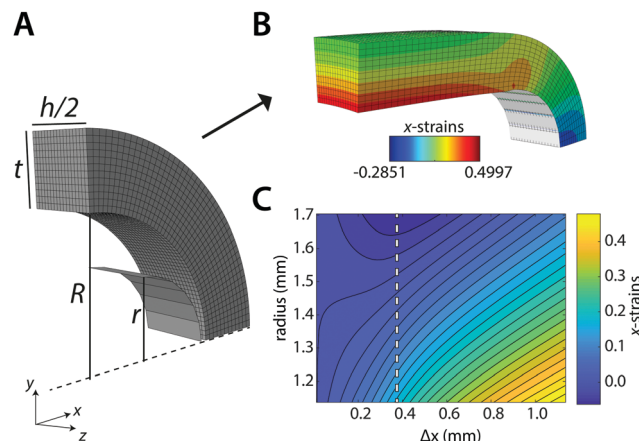 A
h/2
t
R
r
y
x
z
B
x-strains
-0.2851 0.4997
C
1.7
1.6
1.5
1.4
1.3
1.2
radius (mm)
0.2 0.4 0.6 0.8 1.0
Δx (mm)
0.4
0.3
0.2
0.1
0.0
x-strains